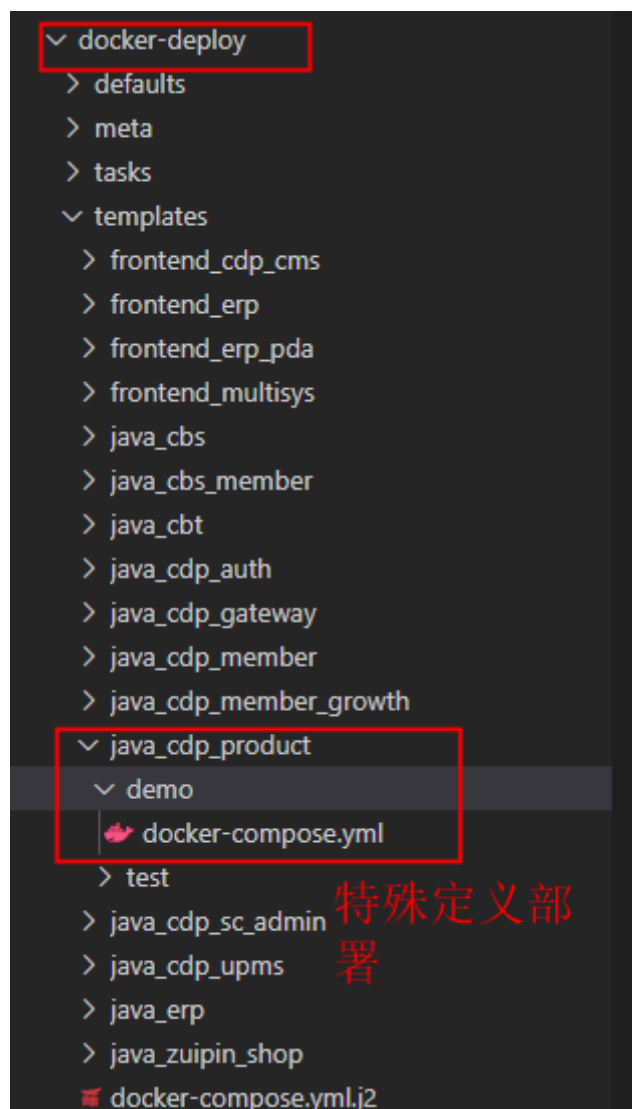 docker-deploy
defaults
meta
tasks
templates
frontend_cdp_cms
frontend_erp
frontend_erp_pda
frontend_multisys
java_cbs
java_cbs_member
java_cbt
java_cdp_auth
java_cdp_gateway
java_cdp_member
java_cdp_member_growth
java_cdp_product
demo
docker-compose.yml
test
java_cdp_sc_admin
java_cdp_upms
java_erp
java_zuipin_shop
docker-compose.yml.j2
特殊定义部
署